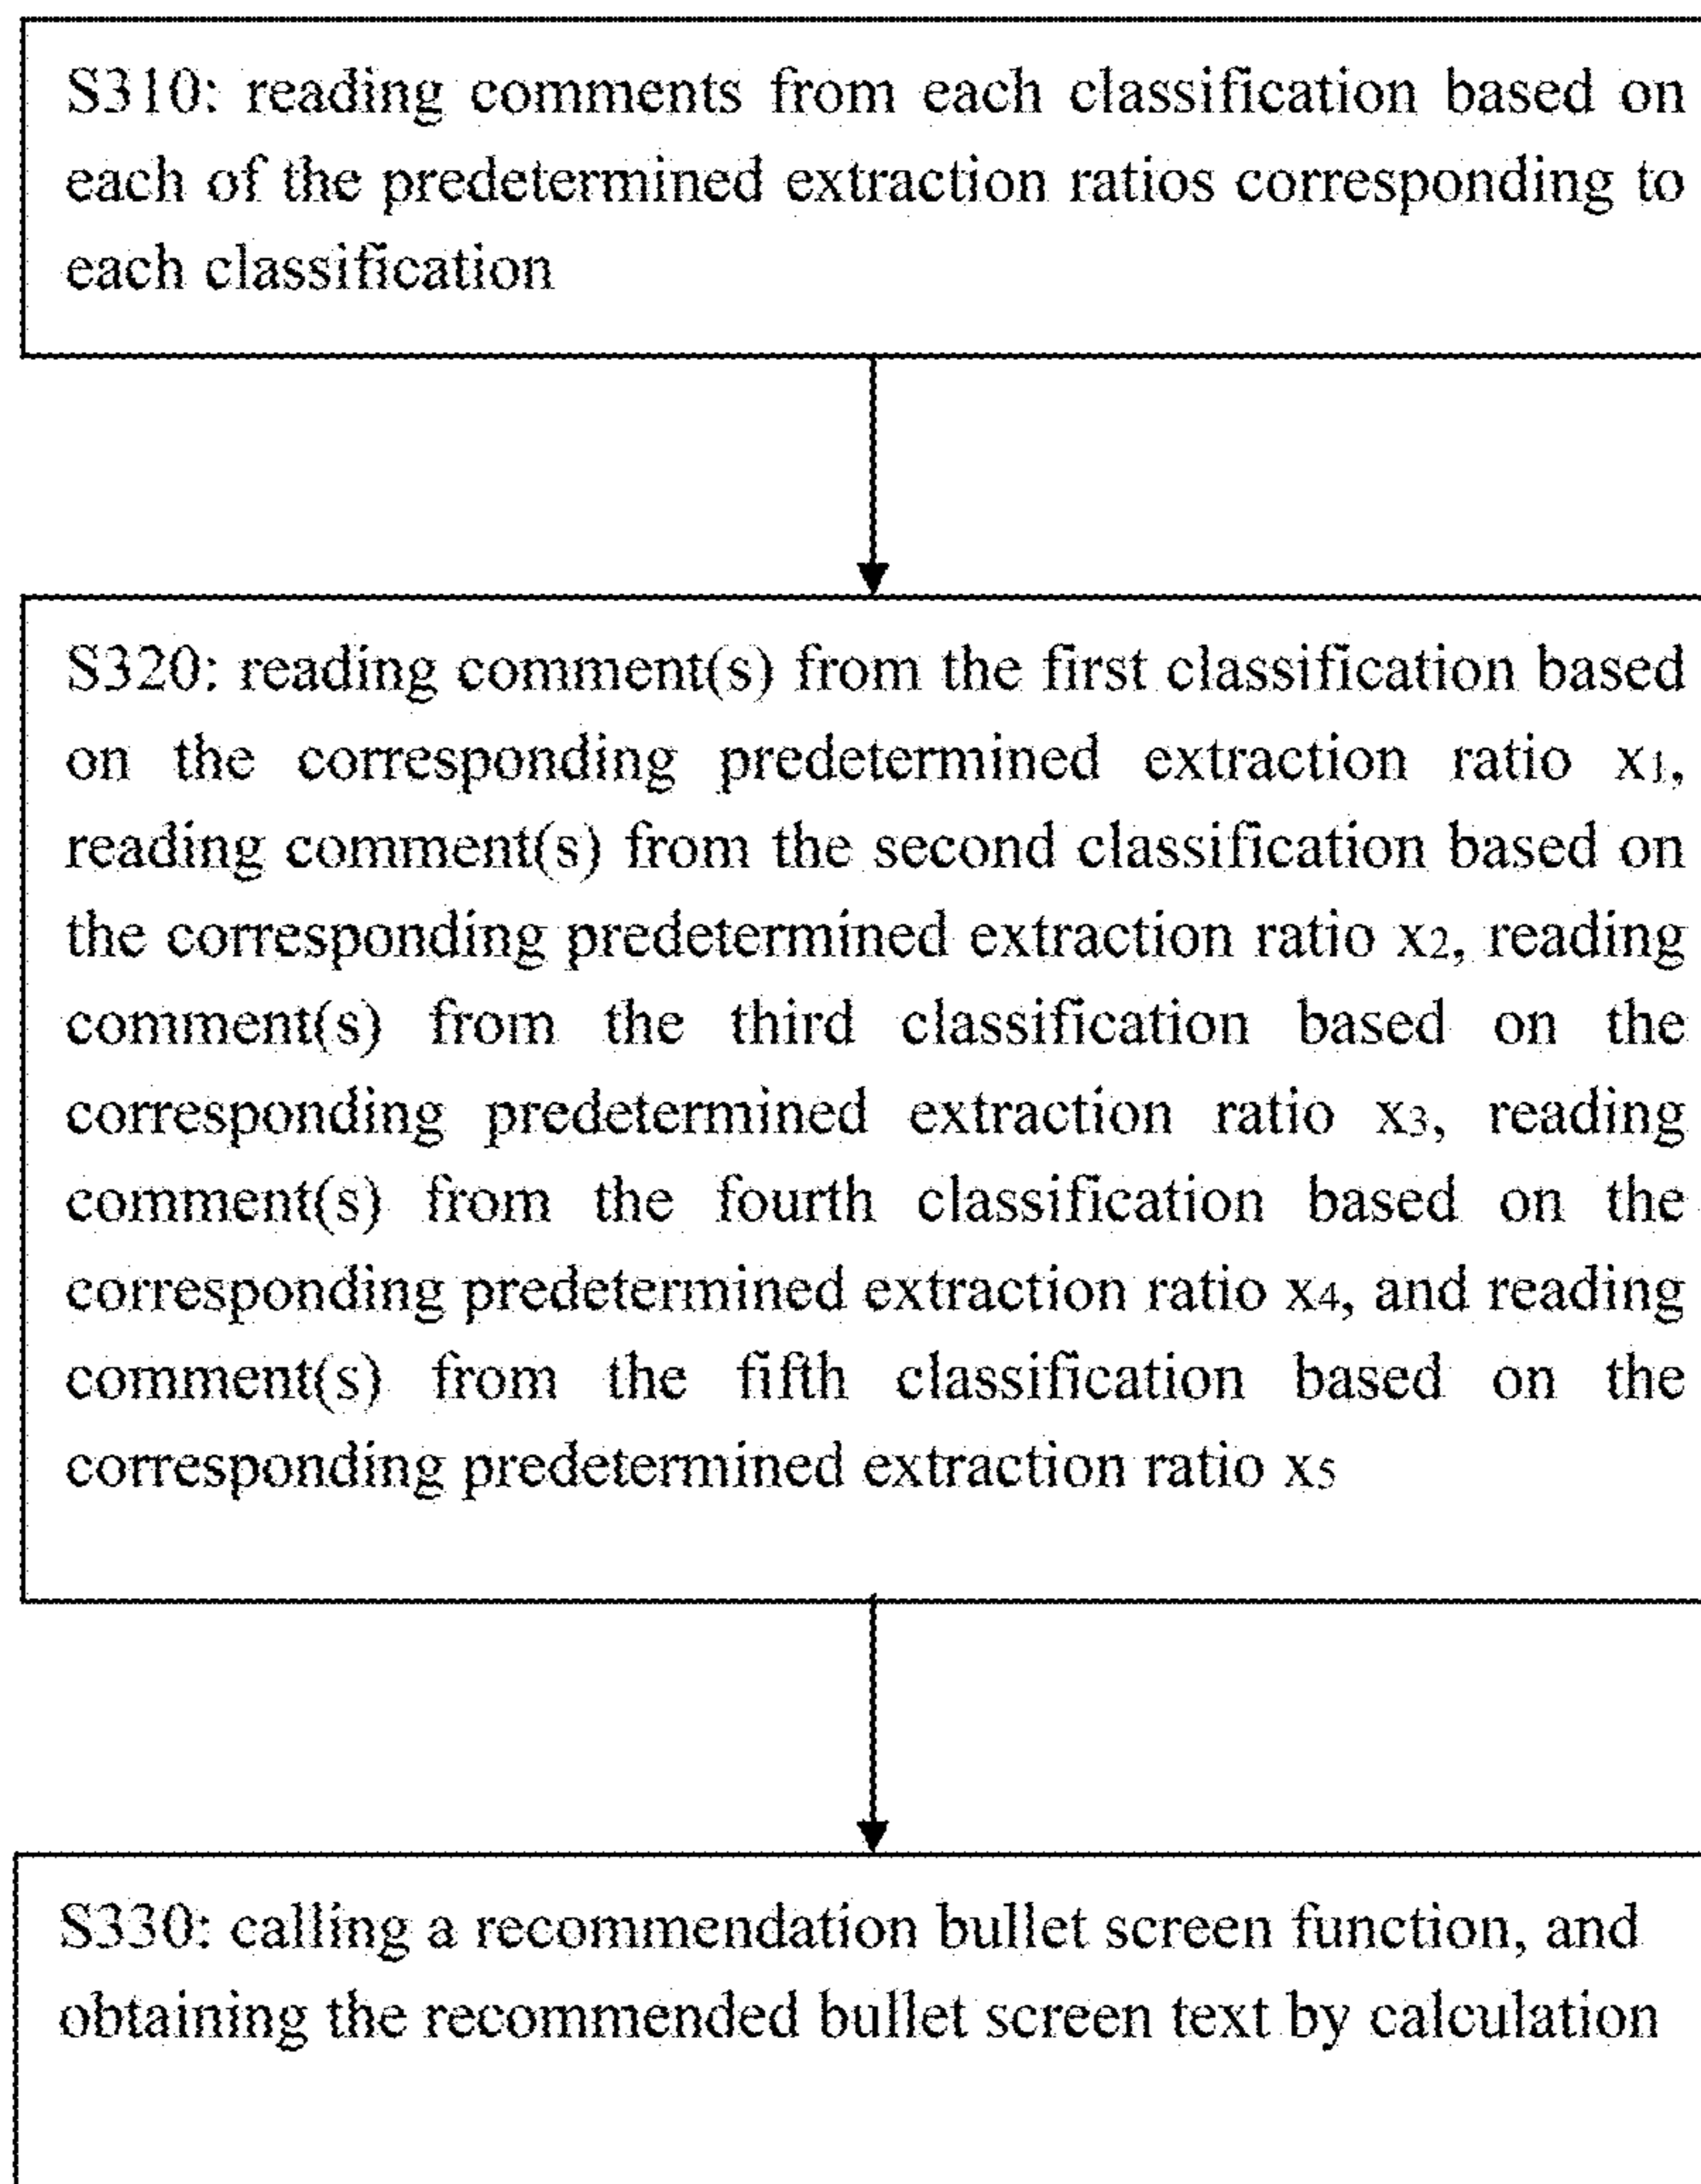 S310: reading comments from each classification based on
each of the predetermined extraction ratios corresponding to
each classification
S320: reading comment(s) from the first classification based
on the corresponding predetermined extraction ratio x1,
reading comment(s) from the second classification based on
the corresponding predetermined extraction ratio x2, reading
comment(s) from the third classification based on the
corresponding predetermined extraction ratio x3, reading
comment(s) from the fourth classification based on the
corresponding predetermined extraction ratio x4, and reading
comment(s) from the fifth classification based on the
corresponding predetermined extraction ratio x5
S330: calling a recommendation bullet screen function, and
obtaining the recommended bullet screen text by calculation